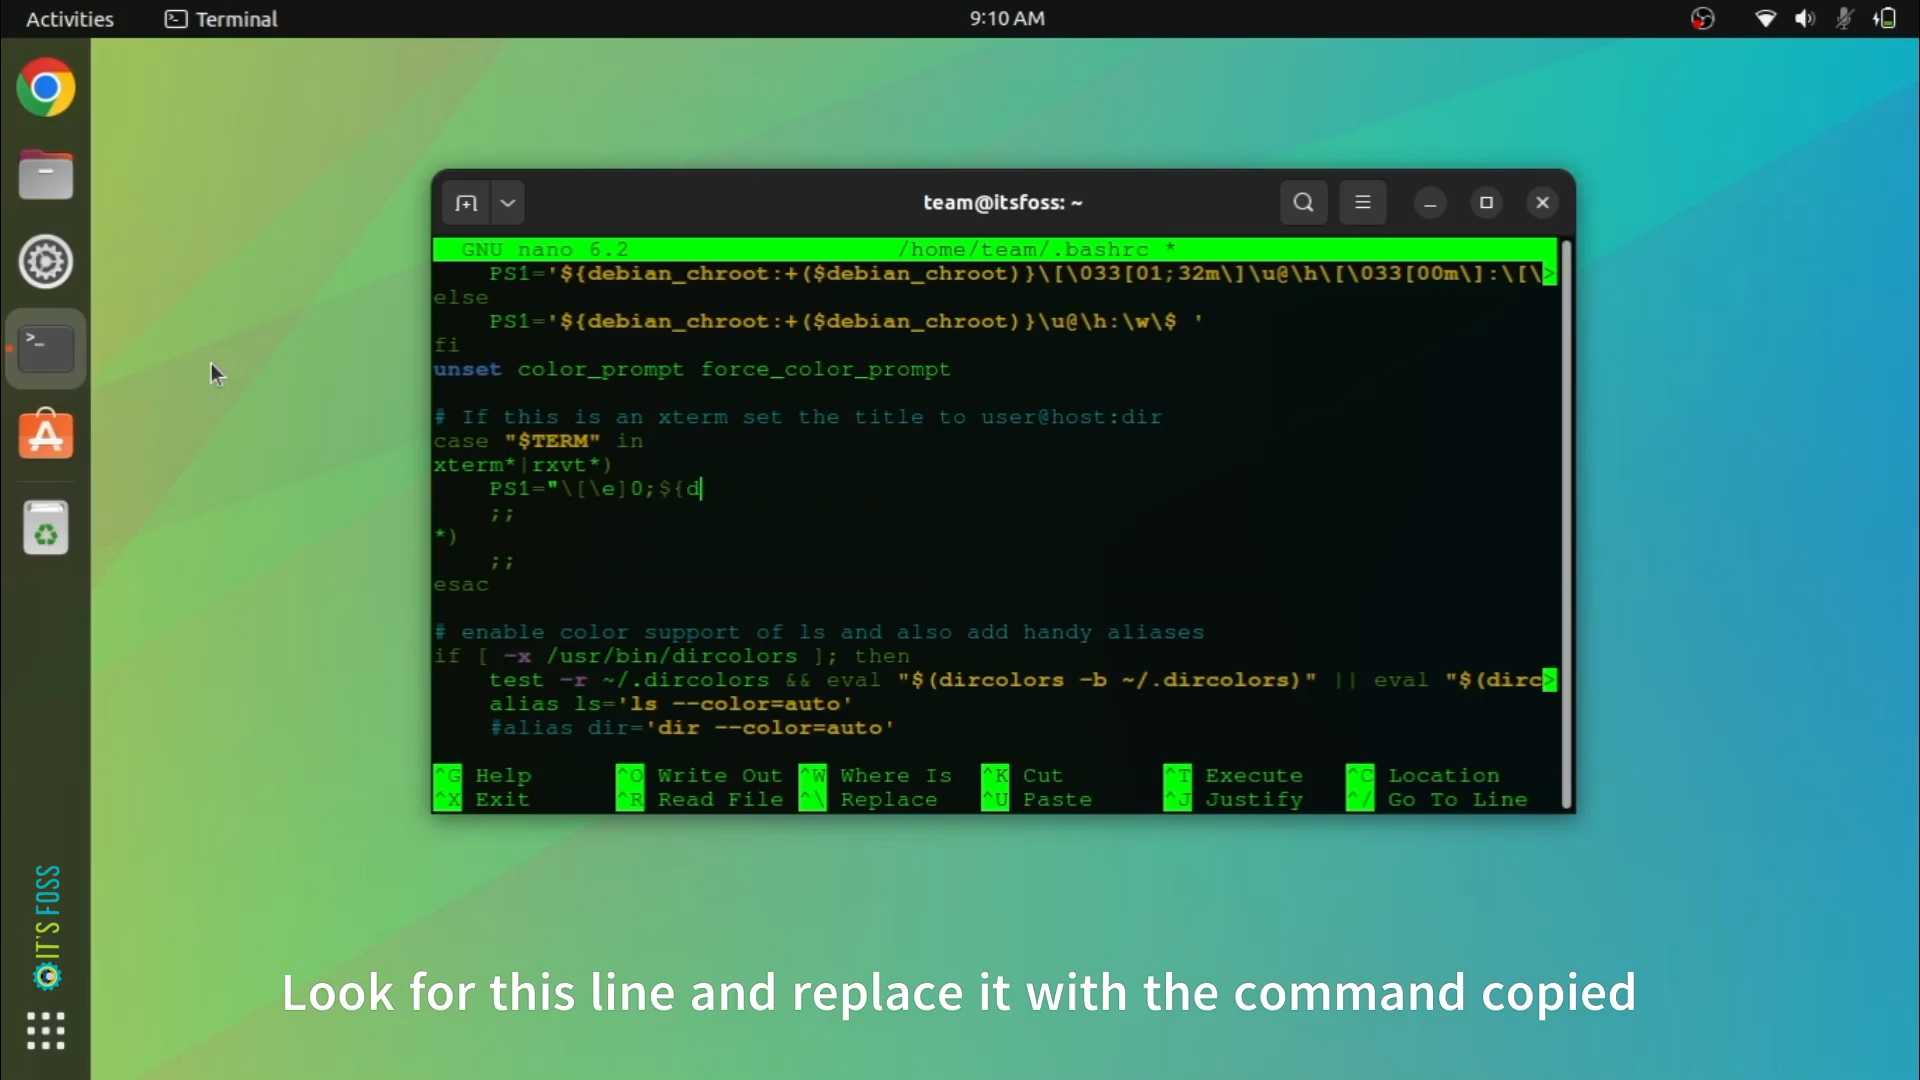 Activities Terminal 9:10 AM
team@itsfoss: ~
GNU nano 6.2 /home/team/.bashrc *
PS1='${debian_chroot:+($debian_chroot)}\[\033[01;32m\]\u@\h\[\033[00m\]:\[\>
else
PS1='${debian_chroot:+($debian_chroot)}\u@\h:\w\$ '
fi
unset color_prompt force_color_prompt
# If this is an xterm set the title to user@host:dir
case "$TERM" in
xterm*|rxvt*)
PS1="\[\e]0;${d
;;
*)
;;
esac
# enable color support of ls and also add handy aliases
if [ -x /usr/bin/dircolors ]; then
test -r ~/.dircolors && eval "$(dircolors -b ~/.dircolors)" || eval "$(dirc>
alias ls='ls --color=auto'
#alias dir='dir --color=auto'
^G Help ^O Write Out ^W Where Is ^K Cut ^T Execute ^C Location
^X Exit ^R Read File ^\ Replace ^U Paste ^J Justify ^/ Go To Line
IT'S FOSS
Look for this line and replace it with the command copied